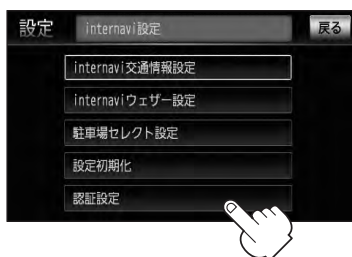 設定 internavi設定 戻る
internavi交通情報設定
internaviウェザー設定
駐車場セレクト設定
設定初期化
認証設定